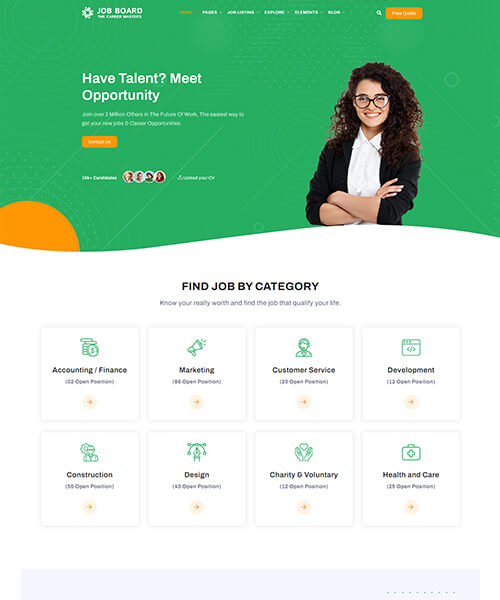 JOB BOARD
THE CAREER MASTERS
HOME
PAGES
JOB LISTING
EXPLORE
ELEMENTS
BLOG
Free Quote
Have Talent? Meet
Opportunity
Join over 2 Million Others in The Future Of Work, The easiest way to
get your new jobs & Career Opportunities.
Contact Us
10k+ Candidates
Upload your CV
FIND JOB BY CATEGORY
Know your really worth and find the job that qualify your life.
Accounting / Finance
(02 Open Position)
Marketing
(86 Open Position)
Customer Service
(20 Open Position)
Development
(12 Open Position)
Construction
(55 Open Position)
Design
(43 Open Position)
Charity & Voluntary
(12 Open Position)
Health and Care
(25 Open Position)